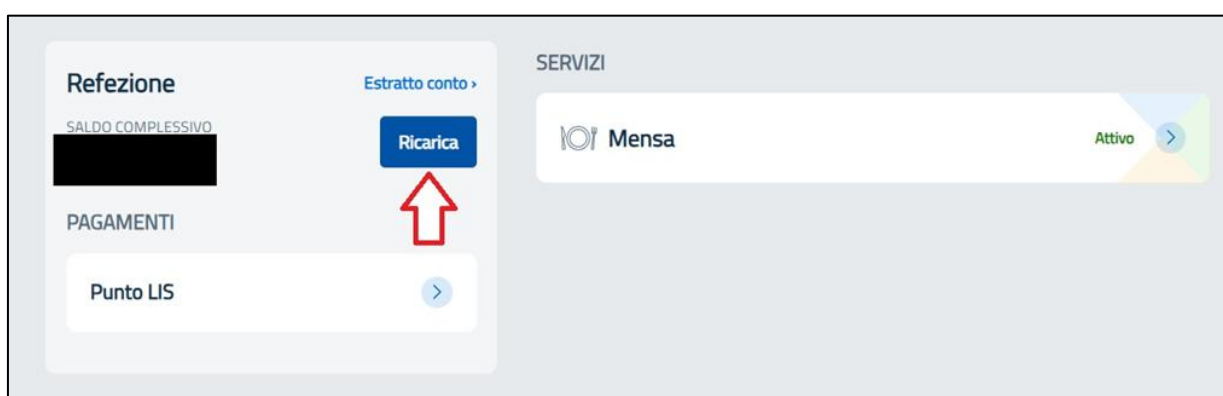 Refezione
Estratto conto ›
SALDO COMPLESSIVO
Ricarica
PAGAMENTI
Punto LIS
SERVIZI
Mensa
Attivo